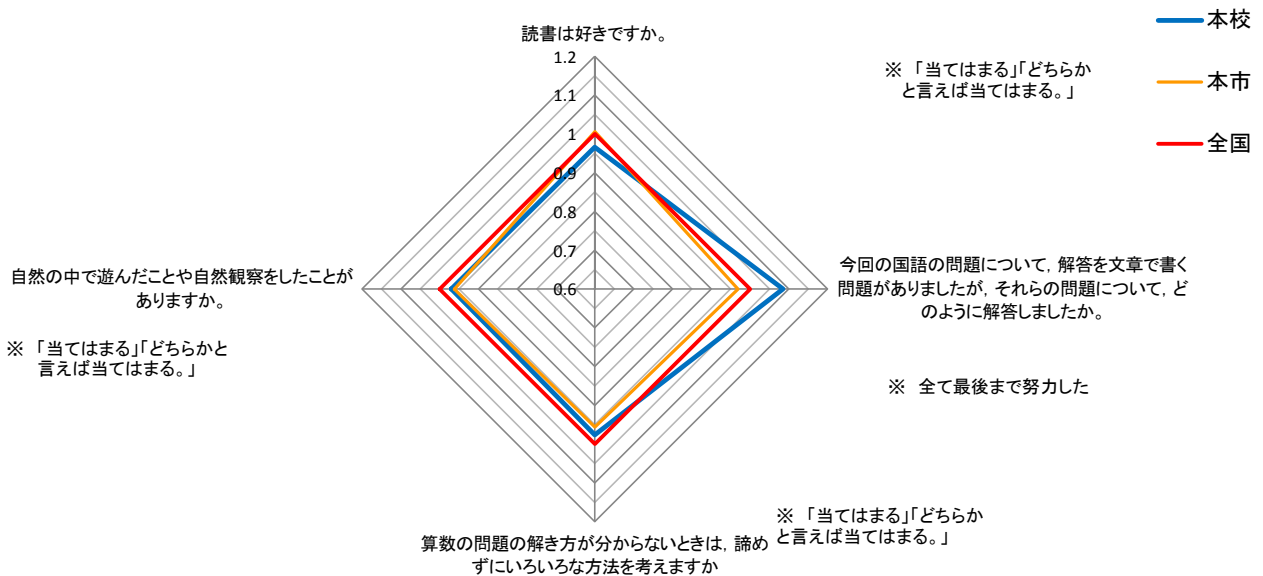 読書は好きですか。
本校
本市
全国
※ 「当てはまる」「どちらか
と言えば当てはまる。」
1.2
1.1
1
0.9
0.8
0.7
0.6
今回の国語の問題について，解答を文章で書く
問題がありましたが，それらの問題について，ど
のように解答しましたか。
※ 全て最後まで努力した
自然の中で遊んだことや自然観察をしたことが
ありますか。
※ 「当てはまる」「どちらかと
言えば当てはまる。」
※ 「当てはまる」「どちらか
と言えば当てはまる。」
算数の問題の解き方が分からないときは，諦め
ずにいろいろな方法を考えますか